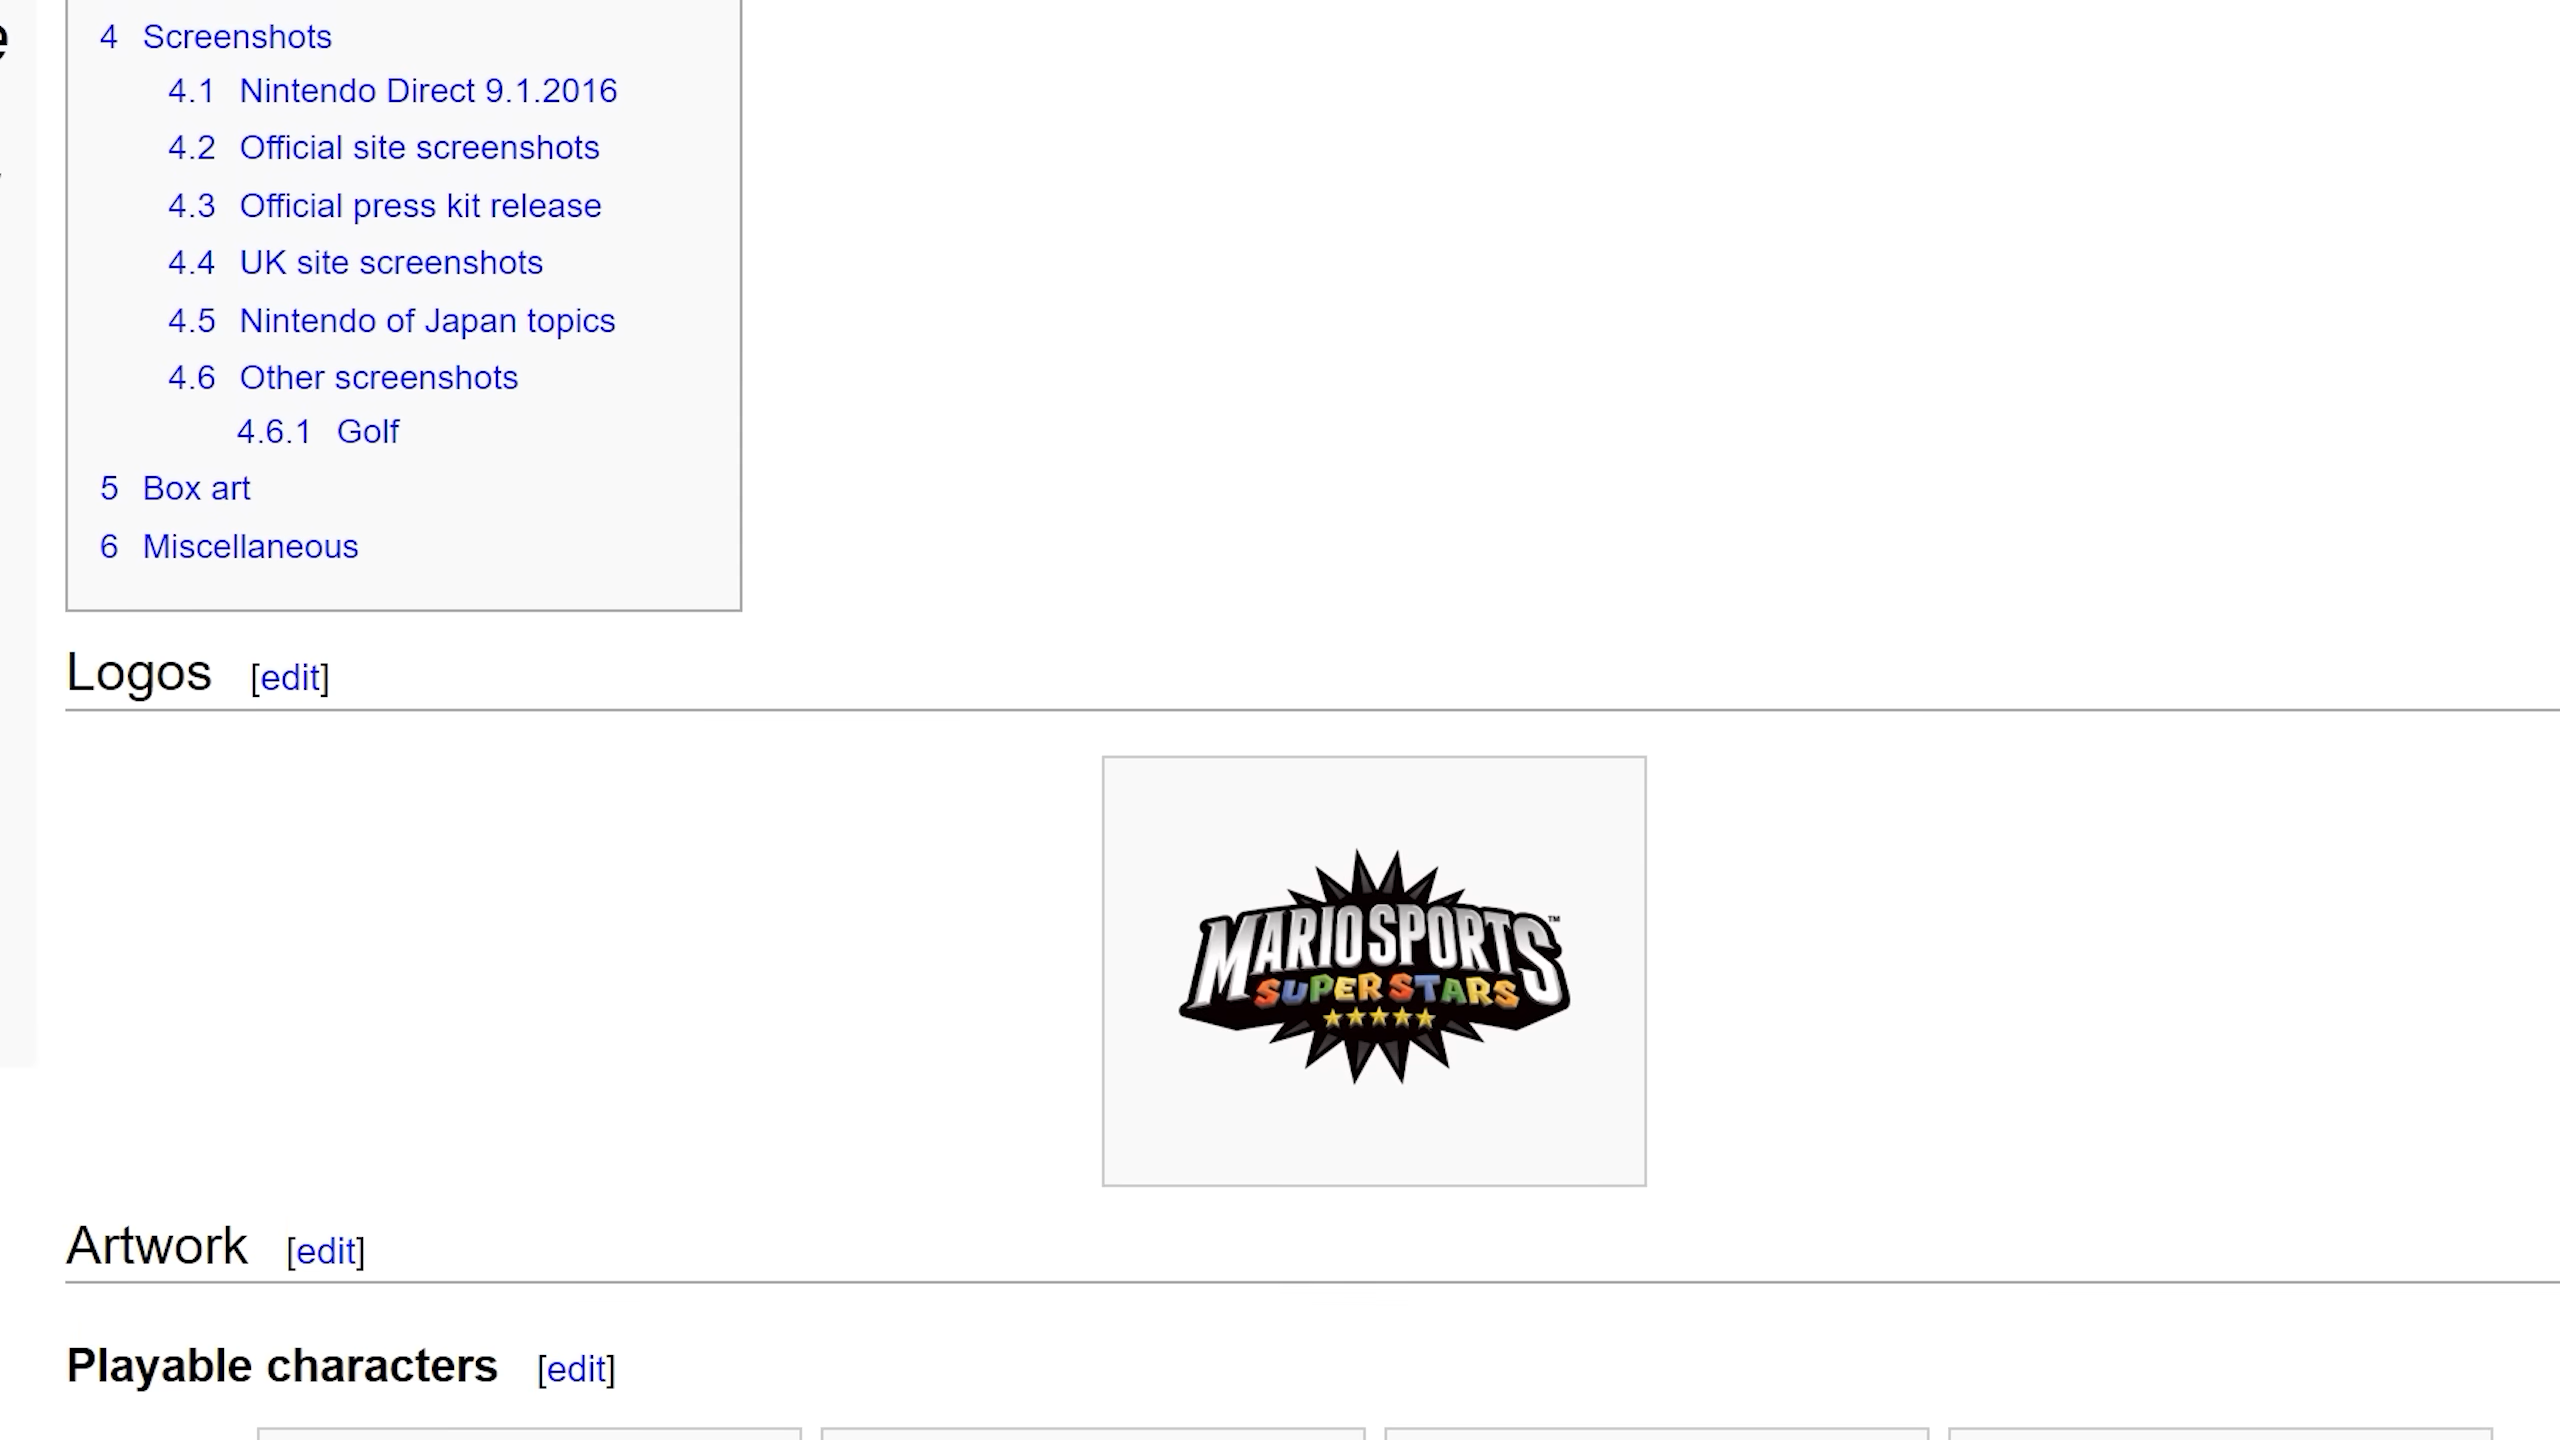 4 Screenshots
4.1 Nintendo Direct 9.1.2016
4.2 Official site screenshots
4.3 Official press kit release
4.4 UK site screenshots
4.5 Nintendo of Japan topics
4.6 Other screenshots
4.6.1 Golf
5 Box art
6 Miscellaneous
Logos [edit]
MARIO SPORTS™
SUPERSTARS
Artwork [edit]
Playable characters [edit]